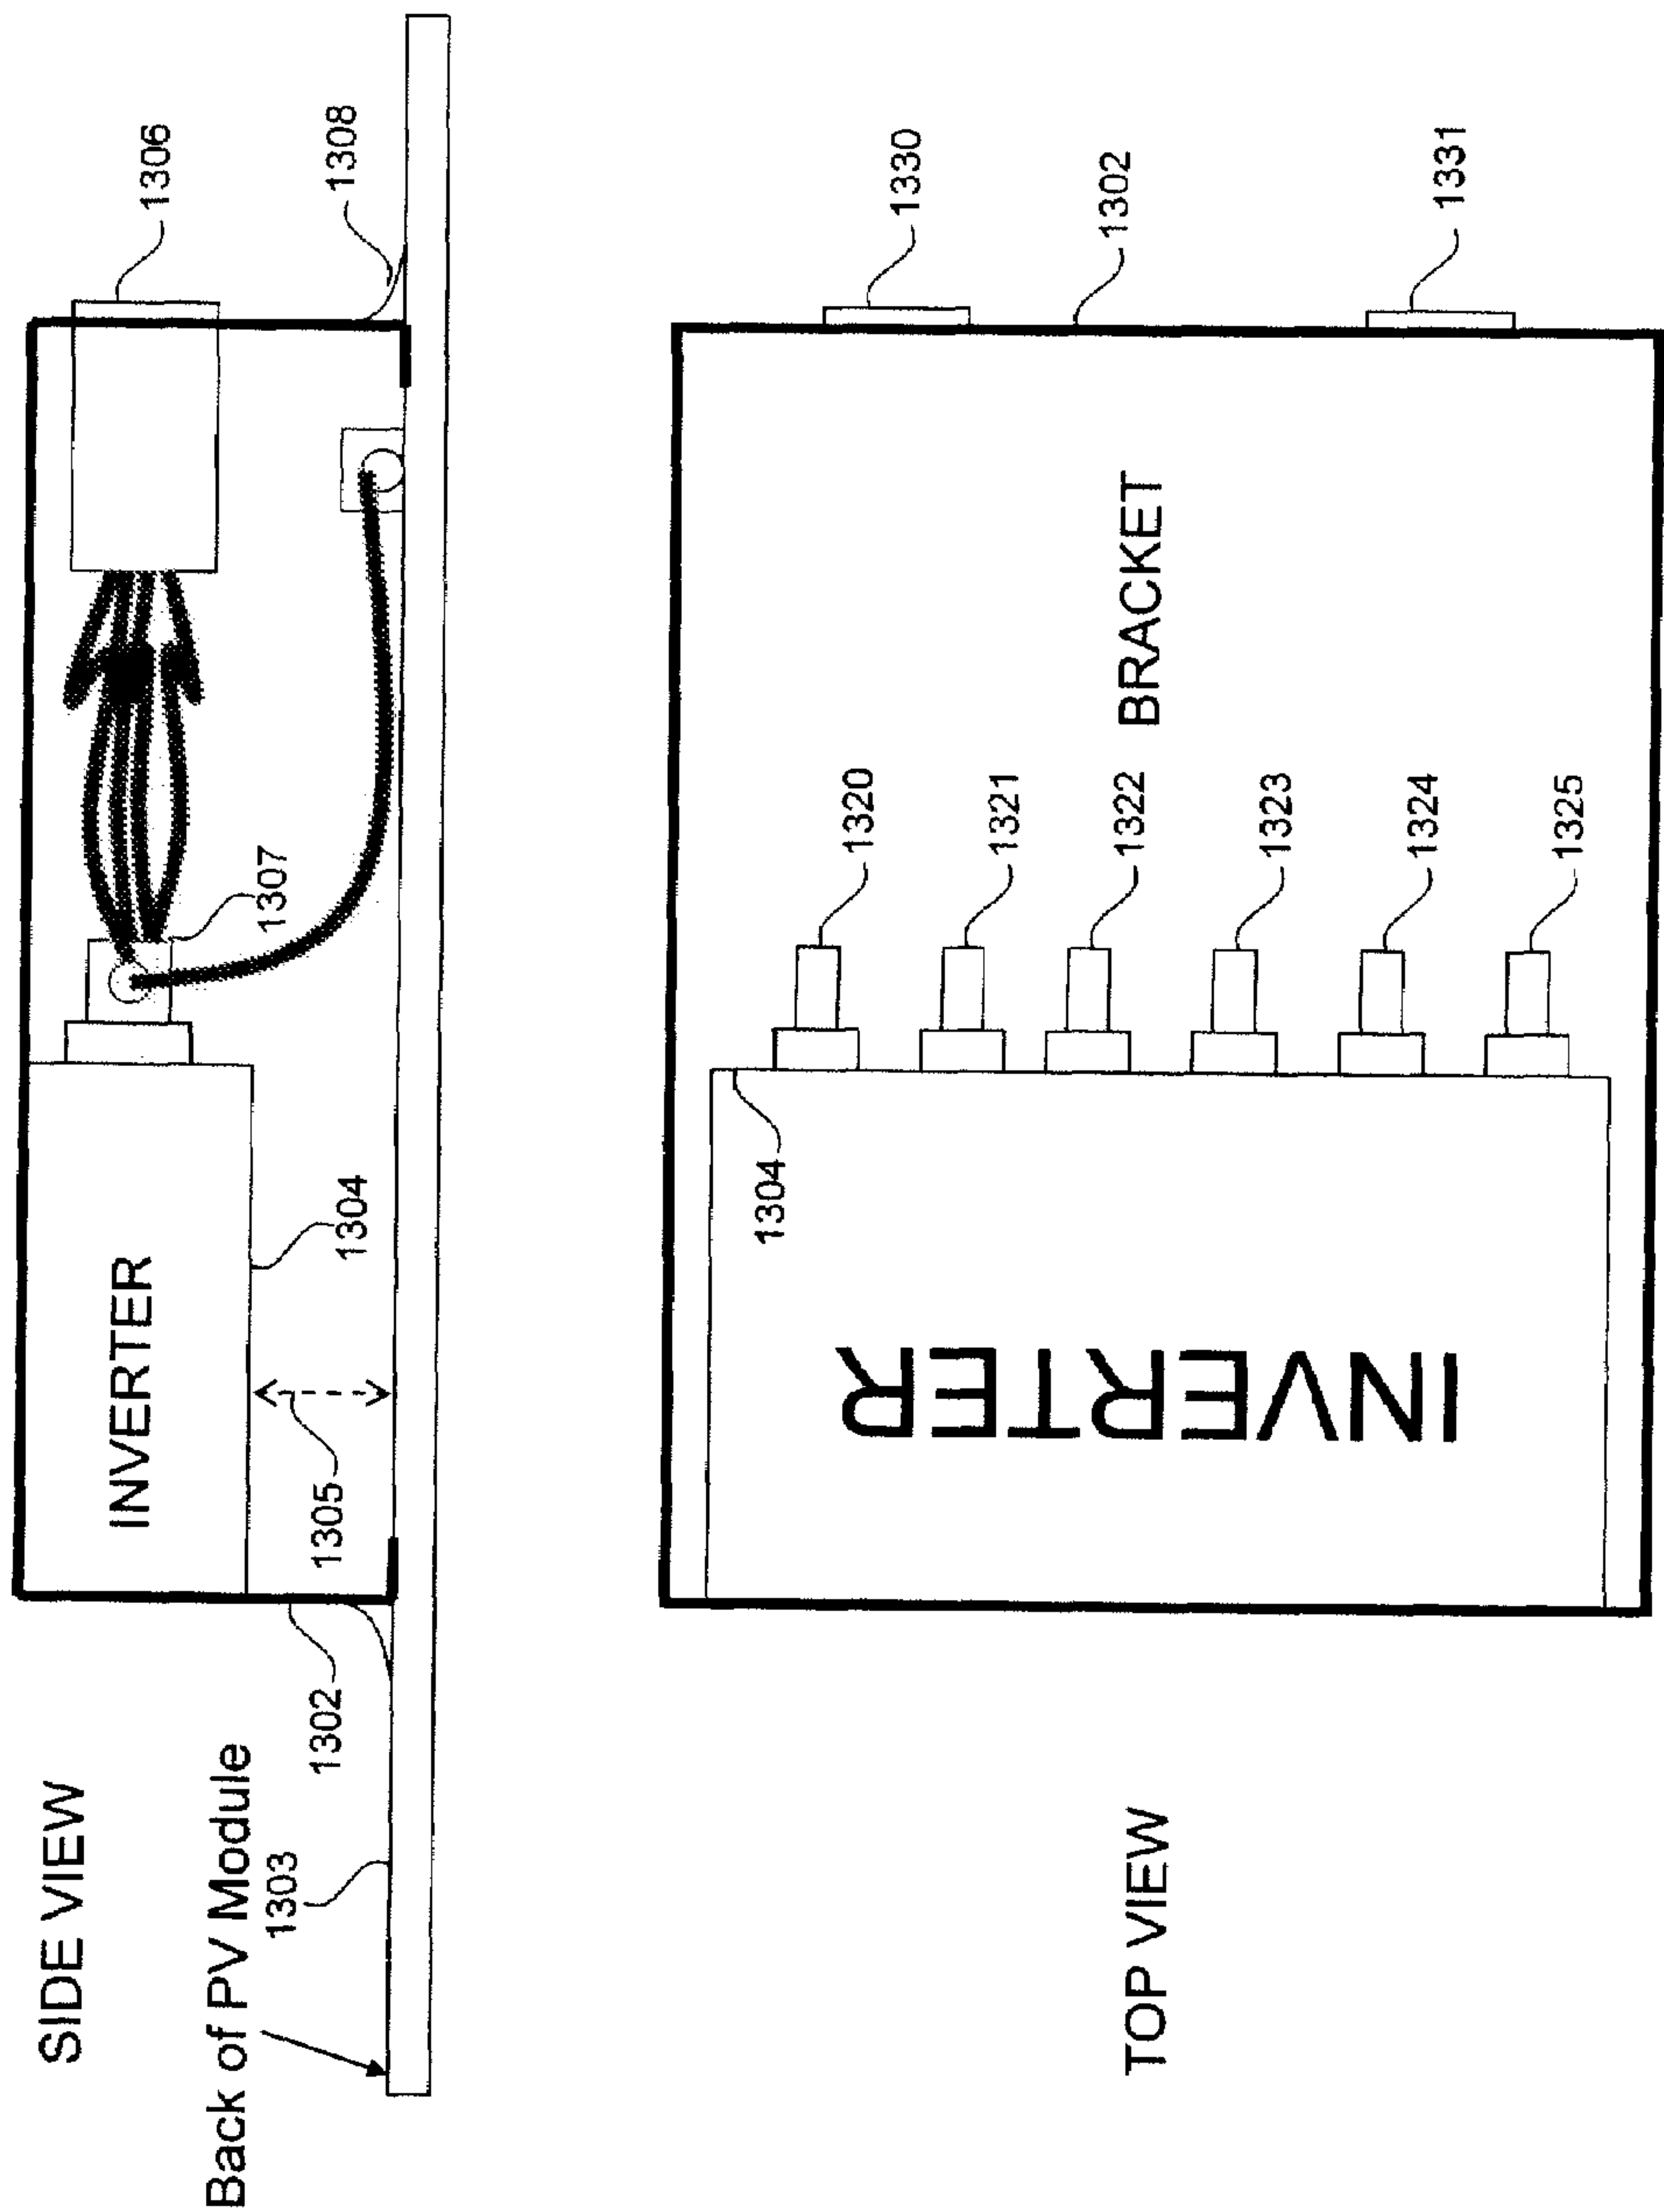 SIDE VIEW
Back of PV Module
1303
1302
INVERTER
1305
1304
1307
1306
1308
TOP VIEW
INVERTER
1304
BRACKET
1320
1321
1322
1323
1324
1325
1330
1302
1331